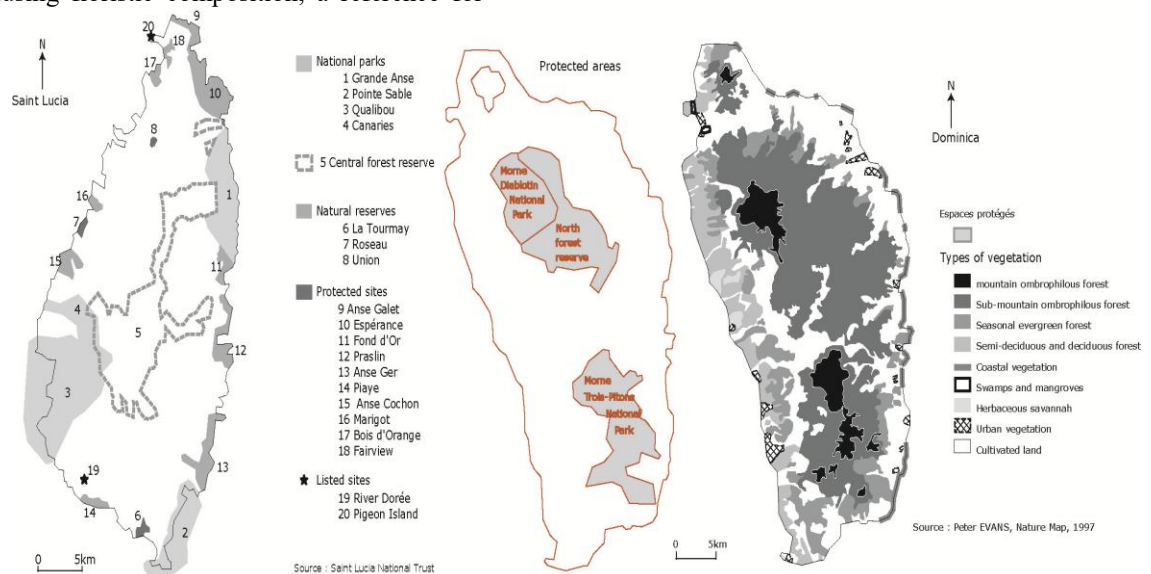 20
9
18
17
10
8
1
16
7
15
11
4
5
12
3
13
19
14
6
2
N
Saint Lucia
0 5km
National parks
1 Grande Anse
2 Pointe Sable
3 Qualibou
4 Canaries
5 Central forest reserve
Natural reserves
6 La Tourmay
7 Roseau
8 Union
Protected sites
9 Anse Galet
10 Espérance
11 Fond d'Or
12 Praslin
13 Anse Ger
14 Piaye
15 Anse Cochon
16 Marigot
17 Bois d'Orange
18 Fairview
Listed sites
19 River Dorée
20 Pigeon Island
Source : Saint Lucia National Trust
Protected areas
Morne
Diablotin
National
Park
North
forest
reserve
Morne
Trois-Pitons
National
Park
0 5km
N
Dominica
Espaces protégés
Types of vegetation
mountain ombrophilous forest
Sub-mountain ombrophilous forest
Seasonal evergreen forest
Semi-deciduous and deciduous forest
Coastal vegetation
Swamps and mangroves
Herbaceous savannah
Urban vegetation
Cultivated land
Source : Peter EVANS, Nature Map, 1997